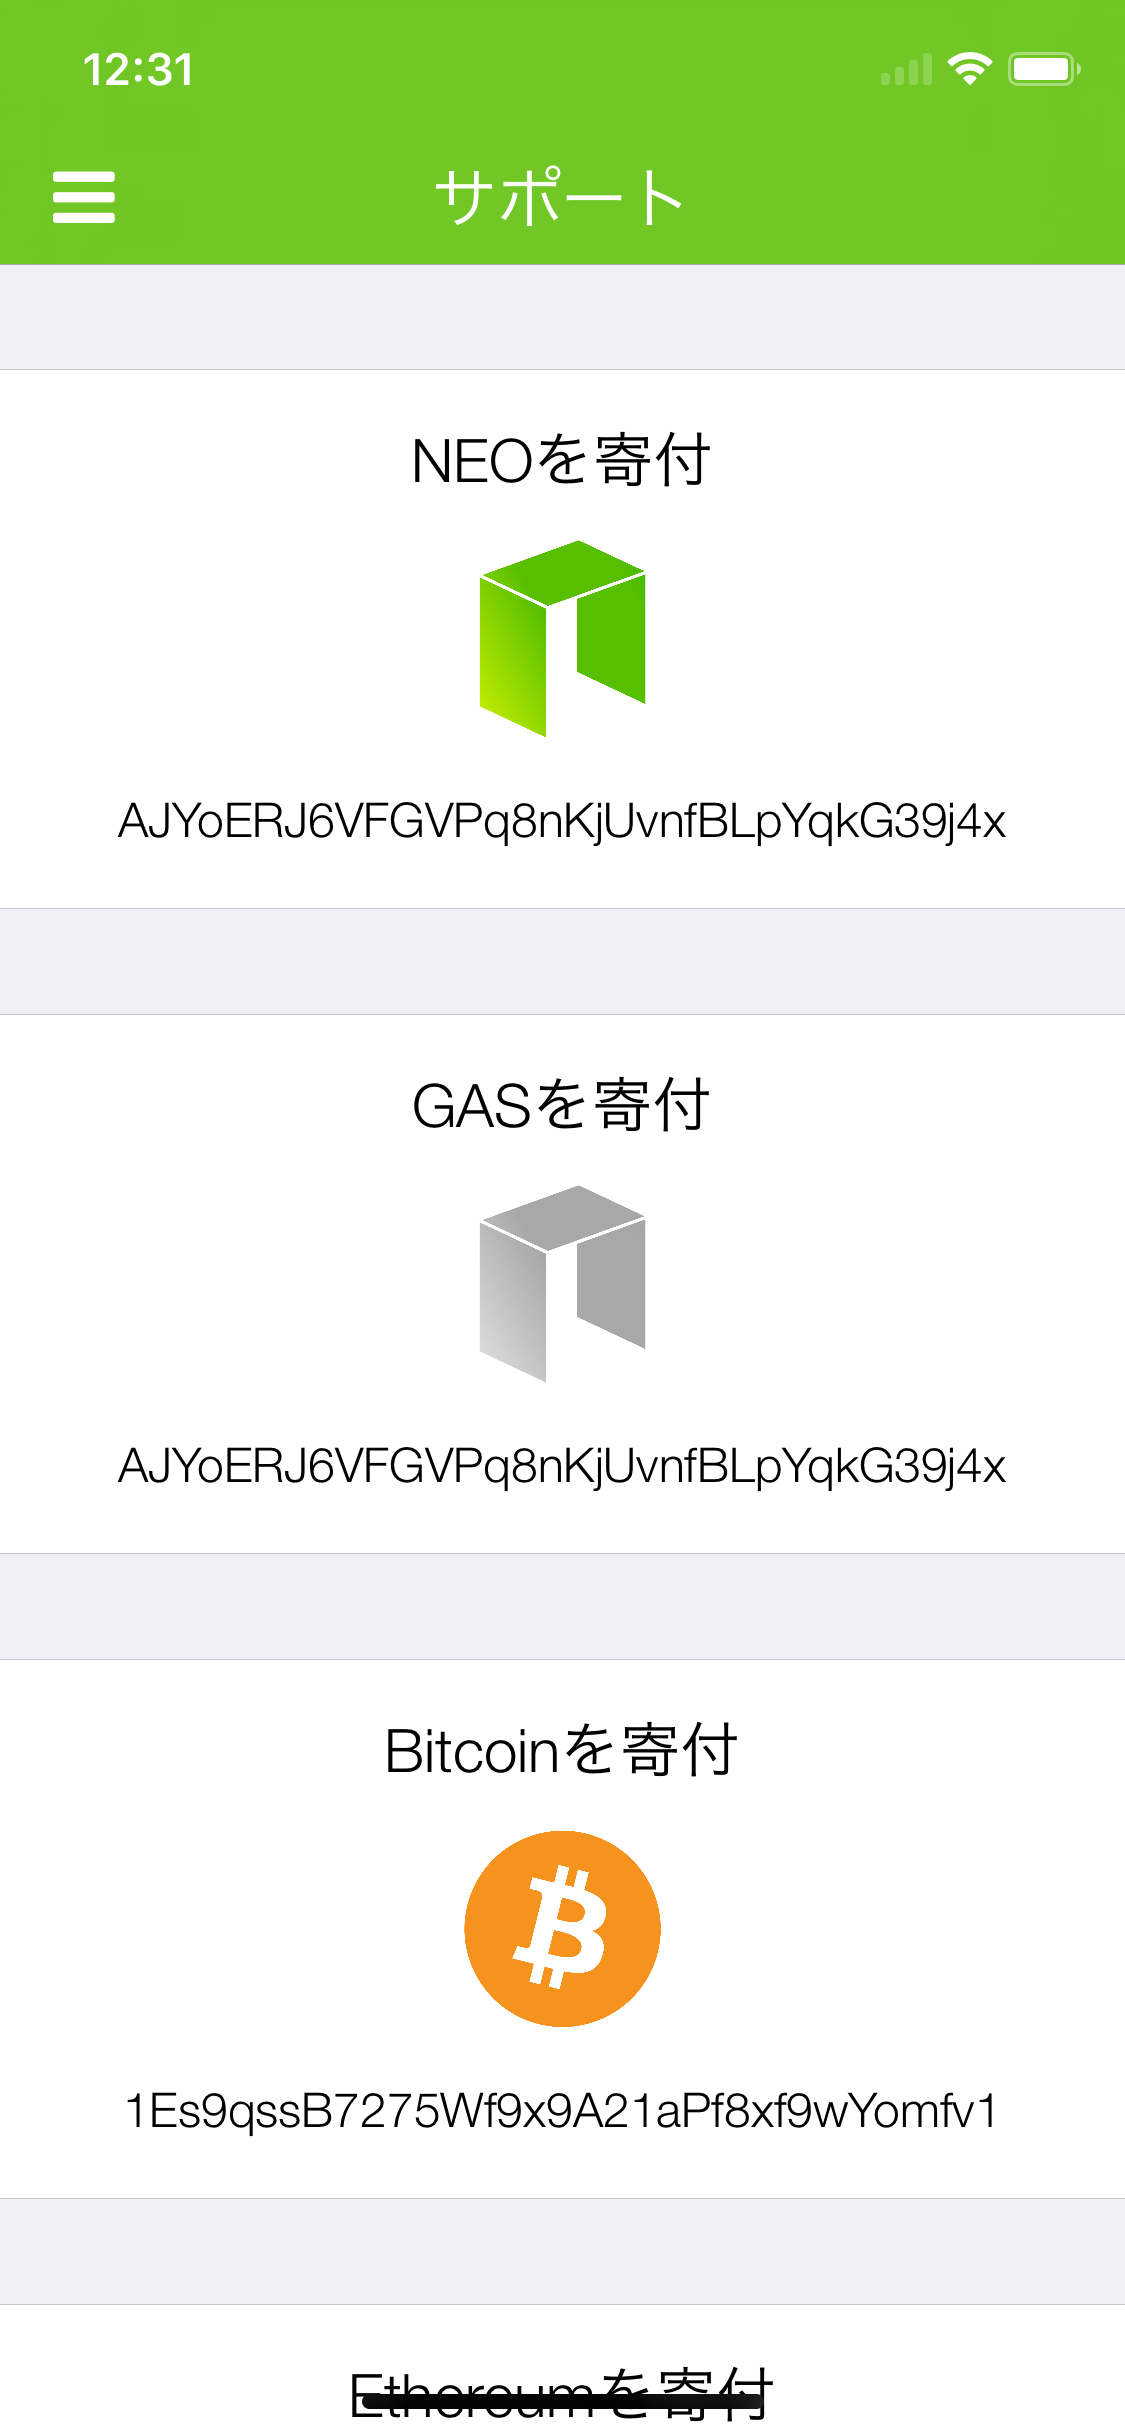 12:31
サポート
NEOを寄付
AJYoERJ6VFGVPq8nKjUvnfBLpYqkG39j4x
GASを寄付
AJYoERJ6VFGVPq8nKjUvnfBLpYqkG39j4x
Bitcoinを寄付
1Es9qssB7275Wf9x9A21aPf8xf9wYomfv1
Ethereumを寄付